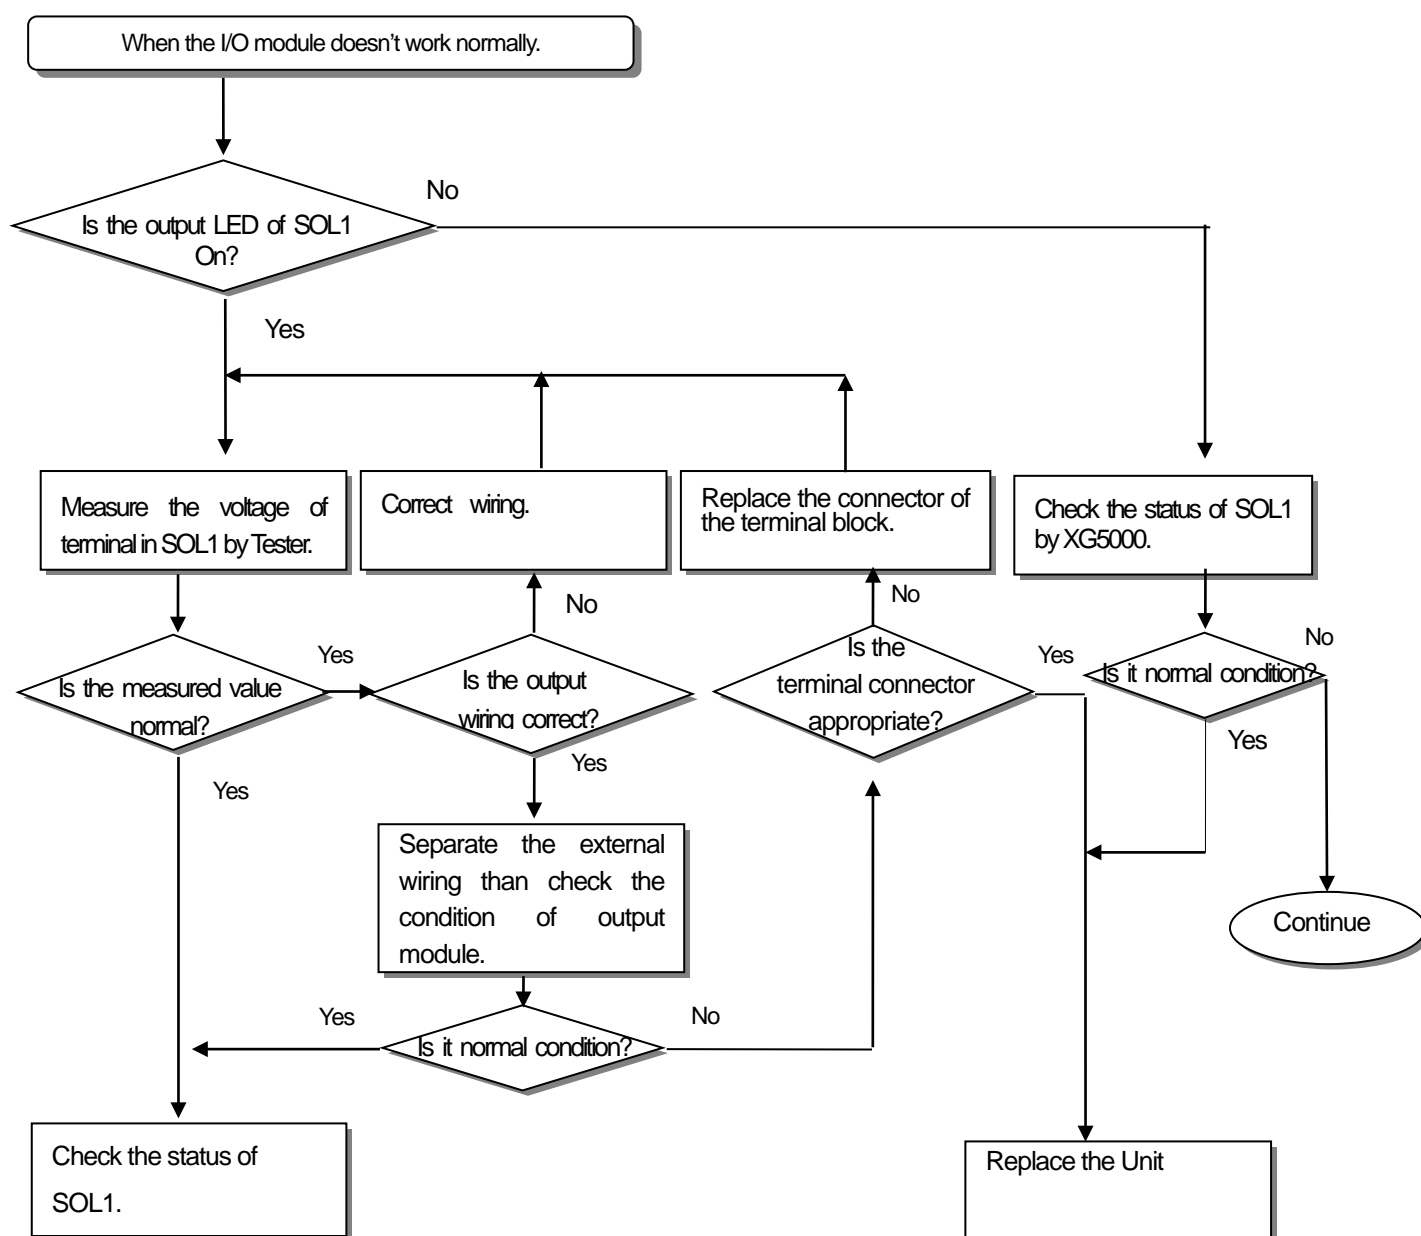 When the I/O module doesn't work normally.
No
Is the output LED of SOL1
On?
Yes
Measure the voltage of
terminal in SOL1 by Tester.
Correct wiring.
Replace the connector of
the terminal block.
Check the status of SOL1
by XG5000.
No
No
Yes
Is the measured value
normal?
Is the output
wiring correct?
Is the
terminal connector
appropriate?
Yes
No
Is it normal condition?
Yes
Yes
Yes
Separate the external
wiring than check the
condition of output
module.
Continue
Yes
No
Is it normal condition?
Check the status of
SOL1.
Replace the Unit